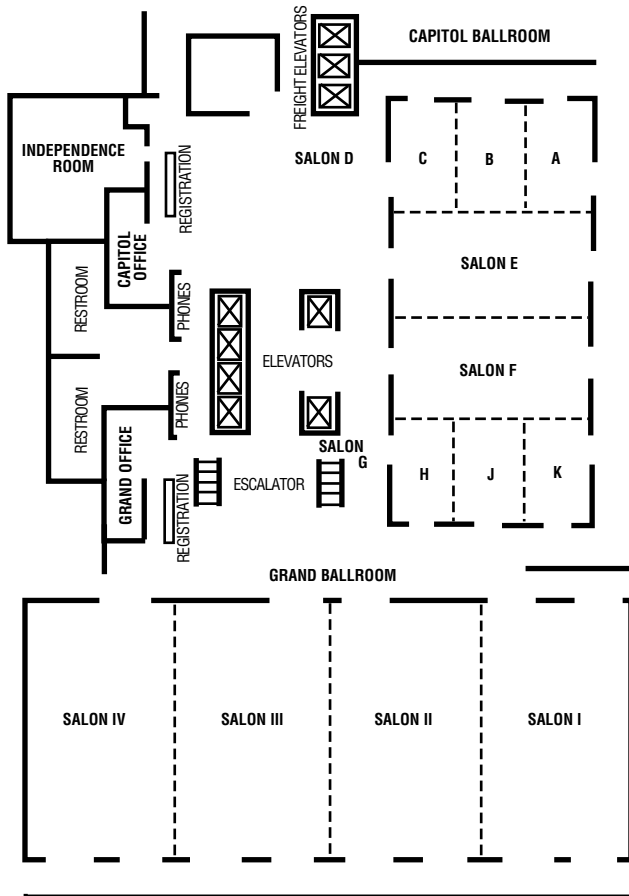 CAPITOL BALLROOM
FREIGHT ELEVATORS
INDEPENDENCE
ROOM
SALON D
C
B
A
REGISTRATION
CAPITOL
OFFICE
SALON E
RESTROOM
PHONES
ELEVATORS
SALON F
RESTROOM
PHONES
GRAND OFFICE
SALON
G
H
J
K
ESCALATOR
REGISTRATION
GRAND BALLROOM
SALON IV
SALON III
SALON II
SALON I